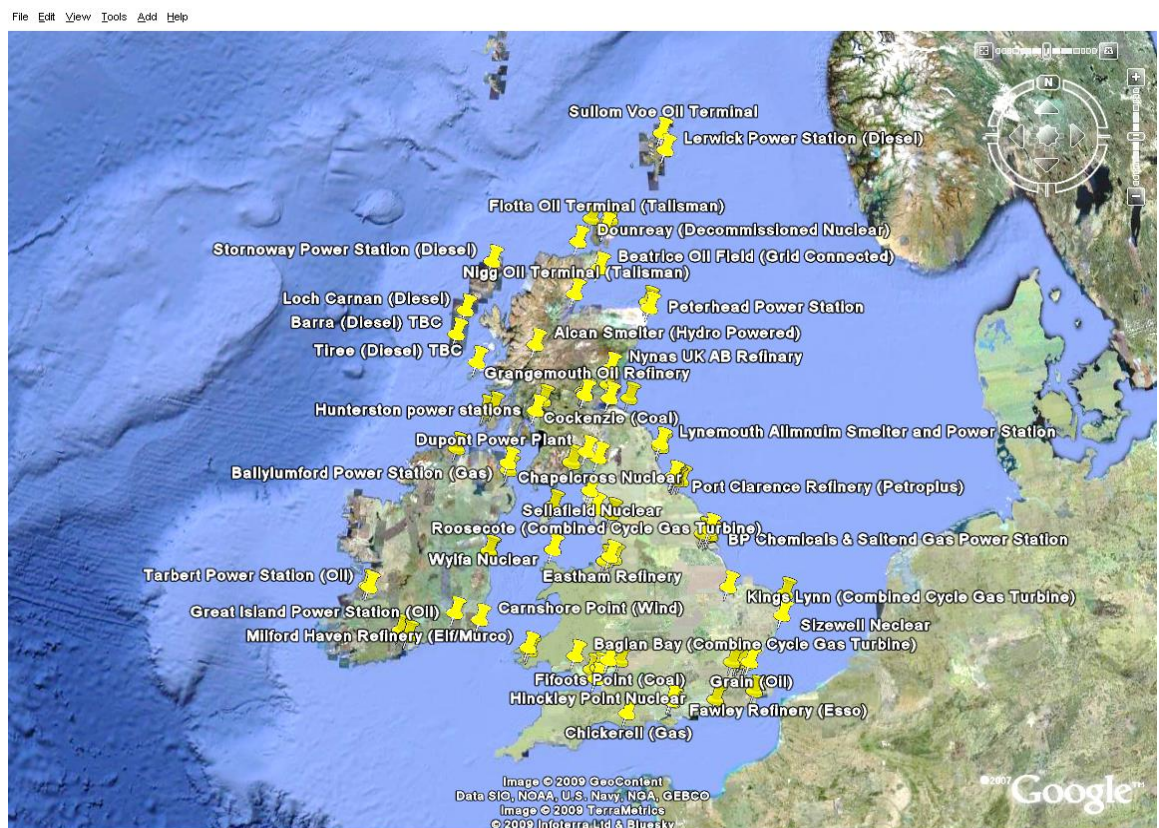 File Edit View Tools Add Help
N
Sullom Voe Oil Terminal
Lerwick Power Station (Diesel)
Flotta Oil Terminal (Talisman)
Dounreay (Decommissioned Nuclear)
Stornoway Power Station (Diesel)
Beatrice Oil Field (Grid Connected)
Nigg Oil Terminal (Talisman)
Loch Carnan (Diesel)
Peterhead Power Station
Barra (Diesel) TBC
Alcan Smelter (Hydro Powered)
Tiree (Diesel) TBC
Nynas UK AB Refinary
Grangemouth Oil Refinery
Hunterston power stations
Cockenzie (Coal)
Lynemouth Alimnuim Smelter and Power Station
Dupont Power Plant
Ballylumford Power Station (Gas)
Chapelcross Nuclear
Port Clarence Refinery (Petroplus)
Sellafield Nuclear
Roosecote (Combined Cycle Gas Turbine)
BP Chemicals & Saltend Gas Power Station
Wylfa Nuclear
Tarbert Power Station (Oil)
Eastham Refinery
Kings Lynn (Combined Cycle Gas Turbine)
Great Island Power Station (Oil)
Carnshore Point (Wind)
Sizewell Neclear
Milford Haven Refinery (Elf/Murco)
Baglan Bay (Combine Cycle Gas Turbine)
Fifoots Point (Coal)
Grain (Oil)
Hinckley Point Nuclear
Fawley Refinery (Esso)
Chickerell (Gas)
Image © 2009 GeoContent
Data SIO, NOAA, U.S. Navy, NGA, GEBCO
Image © 2009 TerraMetrics
© 2009 Infoterra Ltd & Bluesky
©2007 Google™